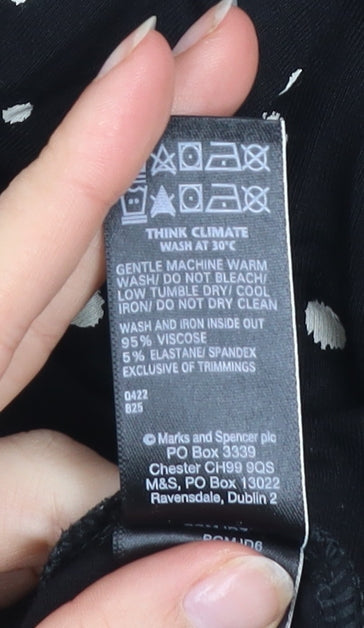 THINK CLIMATE
WASH AT 30°C
GENTLE MACHINE WARM
WASH/ DO NOT BLEACH/
LOW TUMBLE DRY/ COOL
IRON/ DO NOT DRY CLEAN
WASH AND IRON INSIDE OUT
95% VISCOSE
5% ELASTANE/ SPANDEX
EXCLUSIVE OF TRIMMINGS
0422
B25
© Marks and Spencer plc
PO Box 3339
Chester CH99 9QS
M&S, PO Box 13022
Ravensdale, Dublin 2